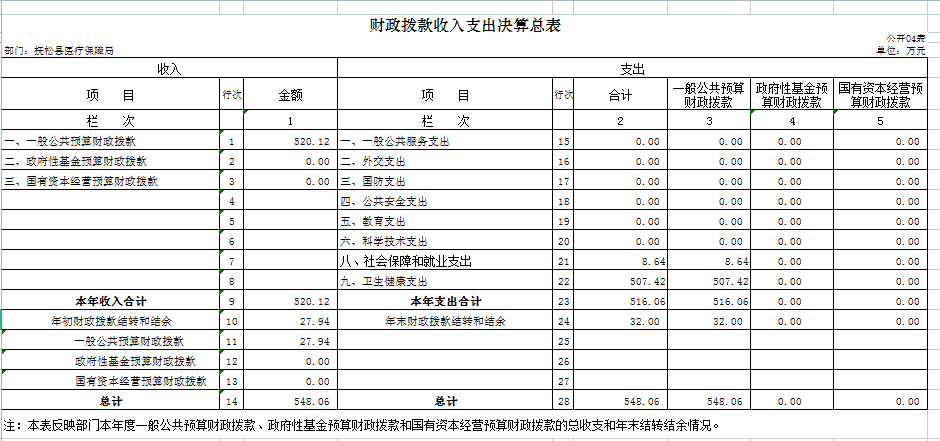 财政拨款收入支出决算总表
公开04表
部门：抚松县医疗保障局 单位：万元
收入 支出
项 目 行次 金额 项 目 行次 合计 一般公共预算财政拨款 政府性基金预算财政拨款 国有资本经营预算财政拨款
栏 次 1 栏 次 2 3 4 5
一、一般公共预算财政拨款 1 520.12 一、一般公共服务支出 15 0.00 0.00 0.00 0.00
二、政府性基金预算财政拨款 2 0.00 二、外交支出 16 0.00 0.00 0.00 0.00
三、国有资本经营预算财政拨款 3 0.00 三、国防支出 17 0.00 0.00 0.00 0.00
4 四、公共安全支出 18 0.00 0.00 0.00 0.00
5 五、教育支出 19 0.00 0.00 0.00 0.00
6 六、科学技术支出 20 0.00 0.00 0.00 0.00
7 八、社会保障和就业支出 21 8.64 8.64 0.00 0.00
8 九、卫生健康支出 22 507.42 507.42 0.00 0.00
本年收入合计 9 520.12 本年支出合计 23 516.06 516.06 0.00 0.00
年初财政拨款结转和结余 10 27.94 年末财政拨款结转和结余 24 32.00 32.00 0.00 0.00
一般公共预算财政拨款 11 27.94 25
政府性基金预算财政拨款 12 0.00 26
国有资本经营预算财政拨款 13 0.00 27
总计 14 548.06 总计 28 548.06 548.06 0.00 0.00
注：本表反映部门本年度一般公共预算财政拨款、政府性基金预算财政拨款和国有资本经营预算财政拨款的总收支和年末结转结余情况。